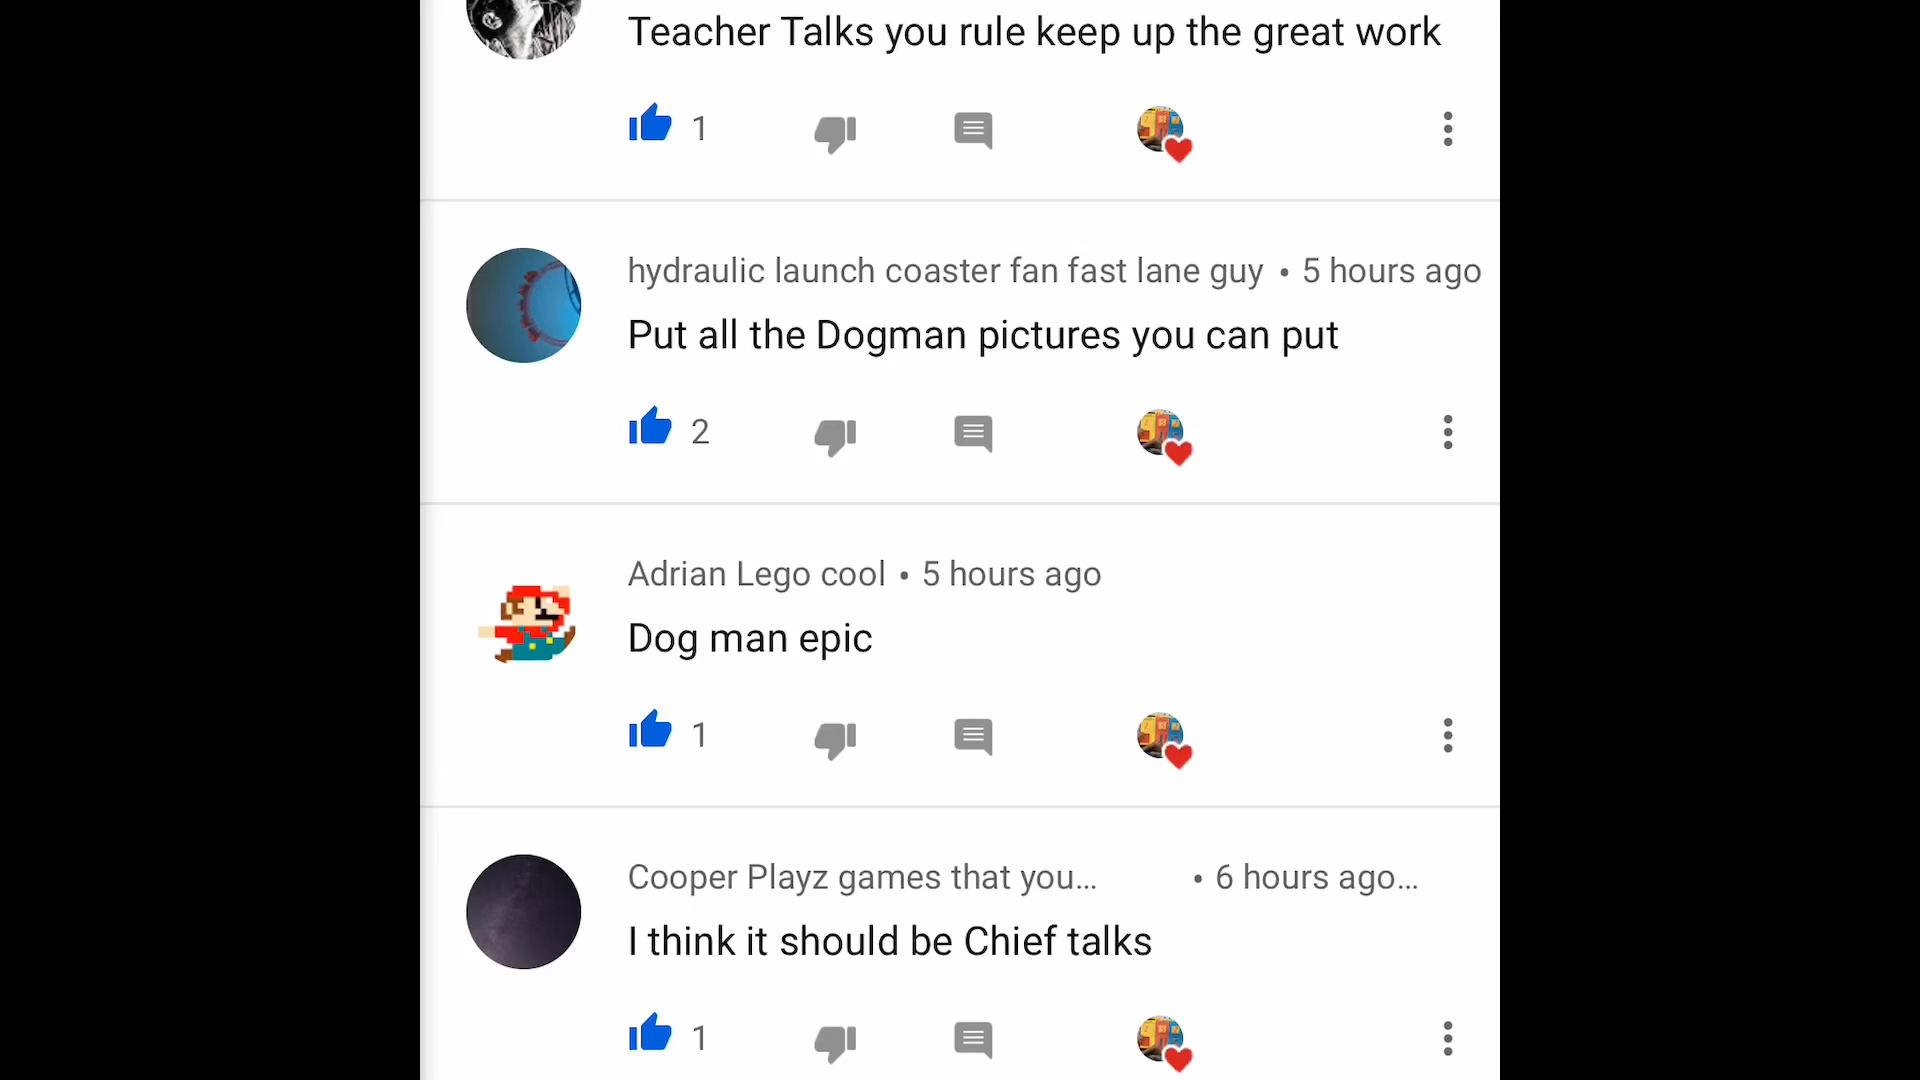 Teacher Talks you rule keep up the great work
1
hydraulic launch coaster fan fast lane guy • 5 hours ago
Put all the Dogman pictures you can put
2
Adrian Lego cool • 5 hours ago
Dog man epic
1
Cooper Playz games that you... • 6 hours ago...
I think it should be Chief talks
1